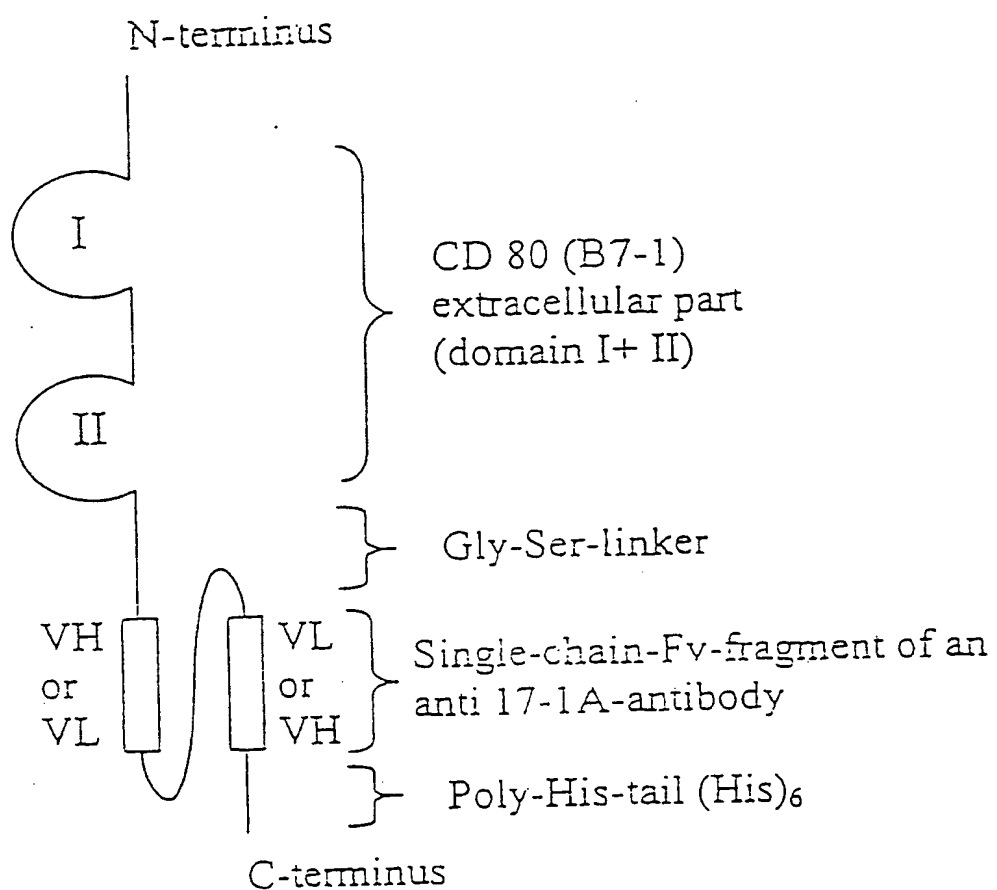 N-terminus
I
CD 80 (B7-1)
extracellular part
(domain I+ II)
II
Gly-Ser-linker
VH
or
VL
VL
or
VH
Single-chain-Fv-fragment of an
anti 17-1A-antibody
Poly-His-tail (His)6
C-terminus